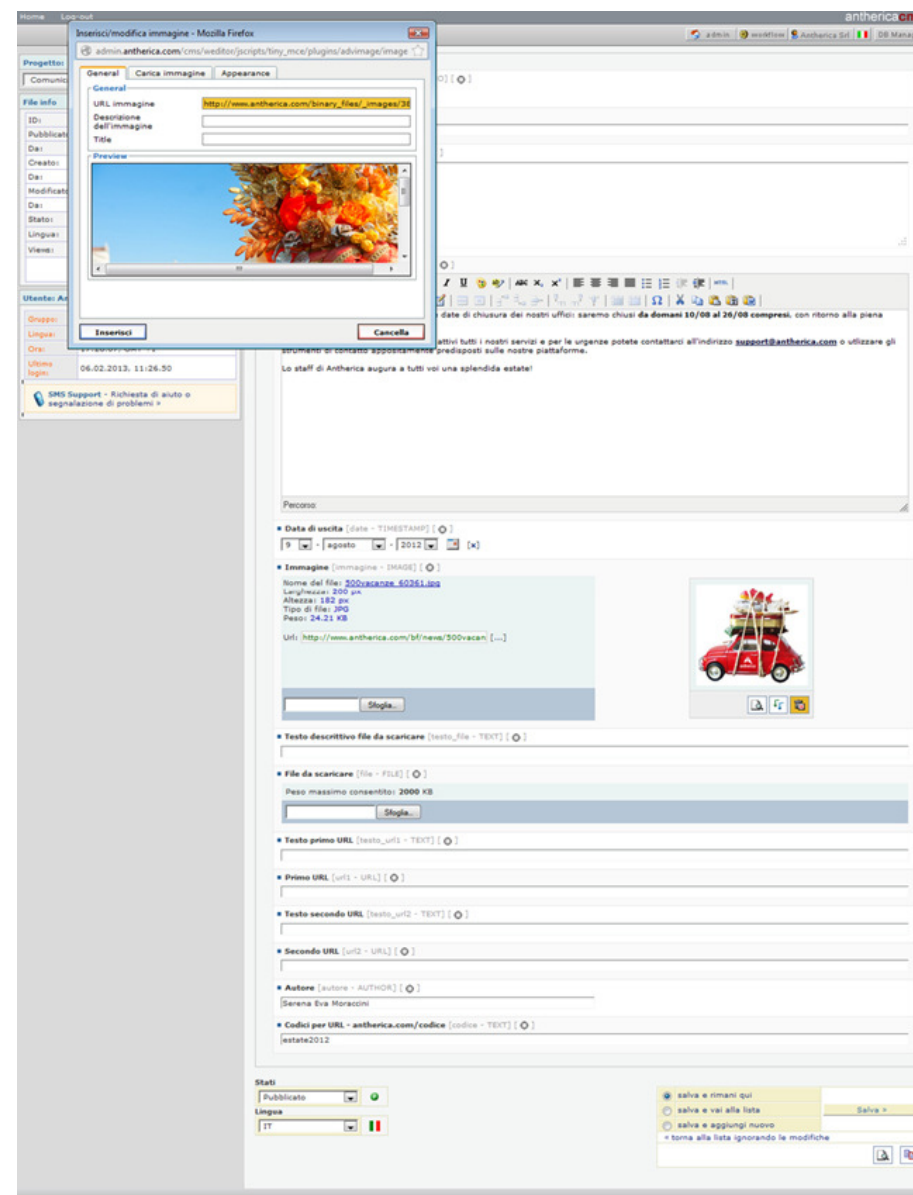 Home Log-out
antherica
Inserisci/modifica immagine - Mozilla Firefox
admin.antherica.com/cms/weditor/jscripts/tiny_mce/plugins/advimage/image
admin workflow Antherica Srl DB Manag
General Carica immagine Appearance
General
URL immagine http://www.antherica.com/binary_files/_images/38
Descrizione dell'immagine
Title
Preview
Inserisci Cancella
Progetto:
Comunic
File info
ID:
Pubblicato
Da:
Creato:
Da:
Modificato
Da:
Stato:
Lingua:
Views:
Utente: An
Gruppo:
Lingua:
Ora:
Ultimo login: 06.02.2013, 11:26.50
SMS Support - Richiesta di aiuto o
segnalazione di problemi »
date di chiusura dei nostri uffici: saremo chiusi da domani 10/08 al 26/08 compresi, con ritorno alla piena
attivi tutti i nostri servizi e per le urgenze potete contattarci all'indirizzo support@antherica.com o utlizzare gli
strumenti di contatto appositamente predisposti sulle nostre piattaforme.
Lo staff di Antherica augura a tutti voi una splendida estate!
Percorso:
Data di uscita [date - TIMESTAMP] [ ]
9 - agosto - 2012 [x]
Immagine [immagine - IMAGE] [ ]
Nome del file: 500vacanze_60361.jpg
Larghezza: 200 px
Altezza: 182 px
Tipo di file: JPG
Peso: 24.21 KB
Url: http://www.antherica.com/bf/news/500vacan [...]
Sfoglia..
Testo descrittivo file da scaricare [testo_file - TEXT] [ ]
File da scaricare [file - FILE] [ ]
Peso massimo consentito: 2000 KB
Sfoglia..
Testo primo URL [testo_url1 - TEXT] [ ]
Primo URL [url1 - URL] [ ]
Testo secondo URL [testo_url2 - TEXT] [ ]
Secondo URL [url2 - URL] [ ]
Autore [autore - AUTHOR] [ ]
Serena Eva Moraccini
Codici per URL - antherica.com/codice [codice - TEXT] [ ]
estate2012
Stati
Pubblicato
Lingua
IT
salva e rimani qui
salva e vai alla lista Salva »
salva e aggiungi nuovo
« torna alla lista ignorando le modifiche